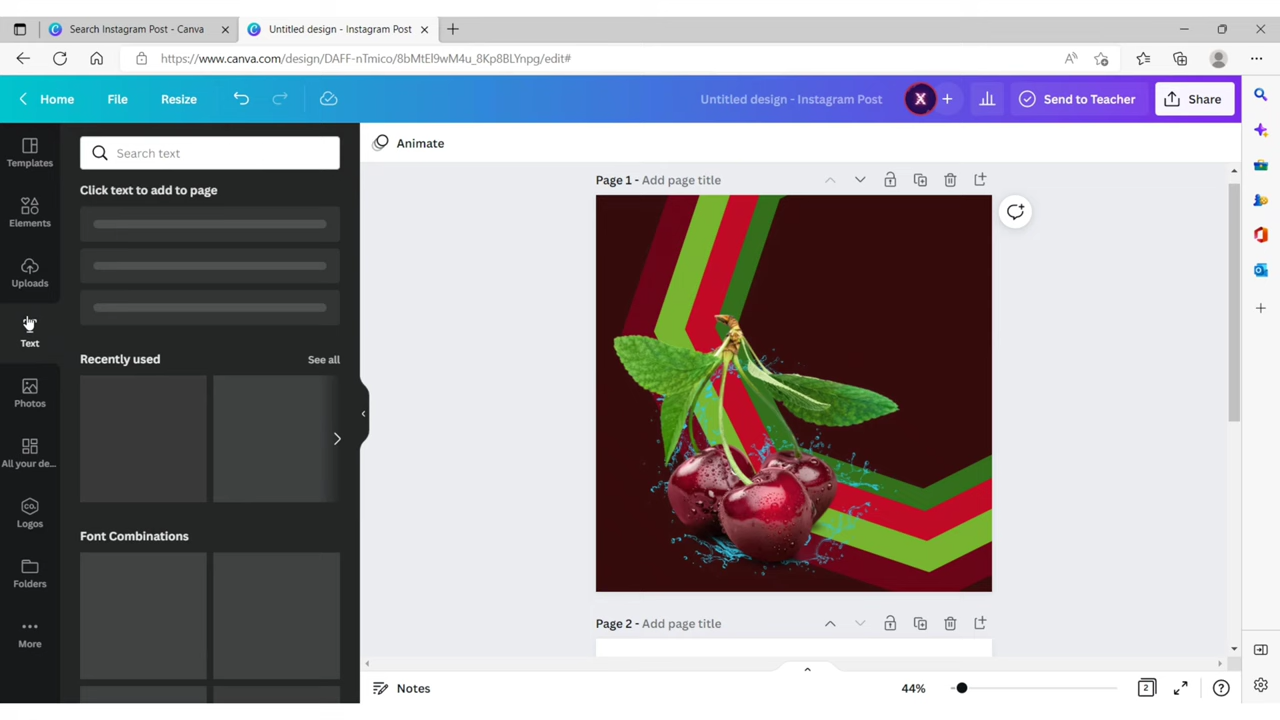 Search Instagram Post - Canva
Untitled design - Instagram Post
https://www.canva.com/design/DAFF-nTmico/8bMtEl9wM4u_8Kp8BLYnpg/edit#
Home
File
Resize
Untitled design - Instagram Post
X
Send to Teacher
Share
Templates
Elements
Uploads
Text
Photos
All your de...
co.
Logos
Folders
More
Search text
Click text to add to page
Recently used
See all
Font Combinations
Animate
Page 1 - Add page title
Page 2 - Add page title
Notes
44%
2